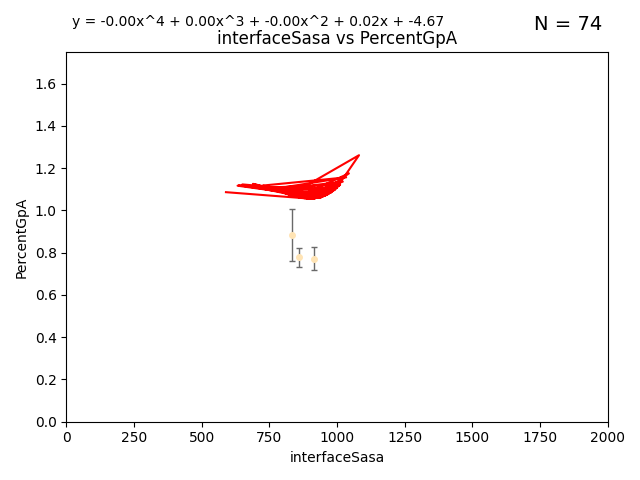 y = -0.00x^4 + 0.00x^3 + -0.00x^2 + 0.02x + -4.67
N = 74
interfaceSasa vs PercentGpA
PercentGpA
1.6
1.4
1.2
1.0
0.8
0.6
0.4
0.2
0.0
0 250 500 750 1000 1250 1500 1750 2000
interfaceSasa